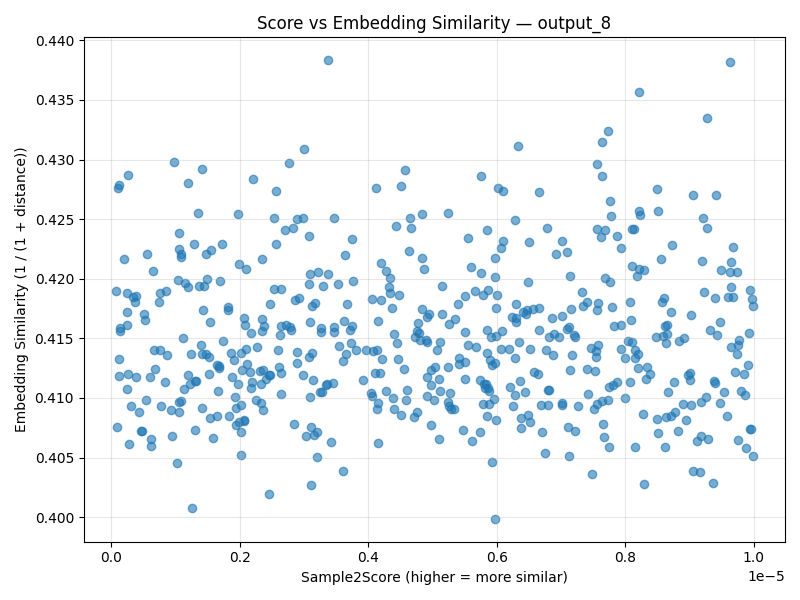 Score vs Embedding Similarity — output_8
Embedding Similarity (1 / (1 + distance))
0.440
0.435
0.430
0.425
0.420
0.415
0.410
0.405
0.400
0.0 0.2 0.4 0.6 0.8 1.0
1e−5
Sample2Score (higher = more similar)